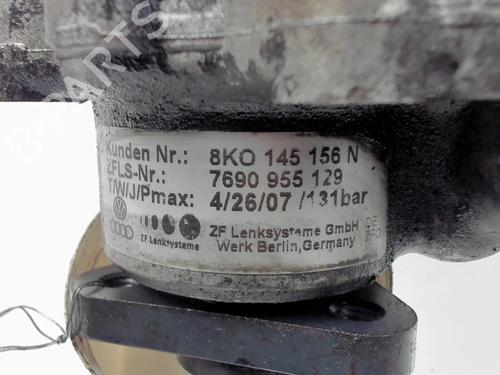 B-PARTS
Kunden Nr.: 8K0 145 156 N
ZFLS-Nr.: 7690 955 129
T/W/J/Pmax: 4/26/07 /131bar
ZF Lenksysteme
ZF Lenksysteme GmbH
Werk Berlin,Germany